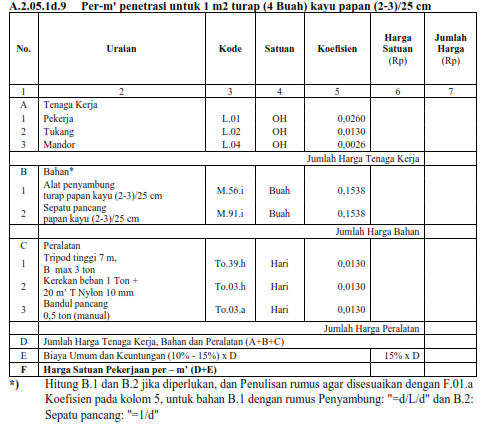 A.2.05.1d.9 Per-m' penetrasi untuk 1 m2 turap (4 Buah) kayu papan (2-3)/25 cm
No. Uraian Kode Satuan Koefisien Harga Satuan (Rp) Jumlah Harga (Rp)
1 2 3 4 5 6 7
A Tenaga Kerja
1 Pekerja L.01 OH 0,0260
2 Tukang L.02 OH 0,0130
3 Mandor L.04 OH 0,0026
Jumlah Harga Tenaga Kerja
B Bahan*
1 Alat penyambung turap papan kayu (2-3)/25 cm M.56.i Buah 0,1538
2 Sepatu pancang papan kayu (2-3)/25 cm M.91.i Buah 0,1538
Jumlah Harga Bahan
C Peralatan
1 Tripod tinggi 7 m, B max 3 ton To.39.h Hari 0,0130
2 Kerekan beban 1 Ton + 20 m' T Nylon 10 mm To.03.h Hari 0,0130
3 Bandul pancang 0,5 ton (manual) To.03.a Hari 0,0130
Jumlah Harga Peralatan
D Jumlah Harga Tenaga Kerja, Bahan dan Peralatan (A+B+C)
E Biaya Umum dan Keuntungan (10% - 15%) x D 15% x D
F Harga Satuan Pekerjaan per – m' (D+E)
*) Hitung B.1 dan B.2 jika diperlukan, dan Penulisan rumus agar disesuaikan dengan F.01.a
Koefisien pada kolom 5, untuk bahan B.1 dengan rumus Penyambung: "=d/L/d" dan B.2:
Sepatu pancang: "=1/d"